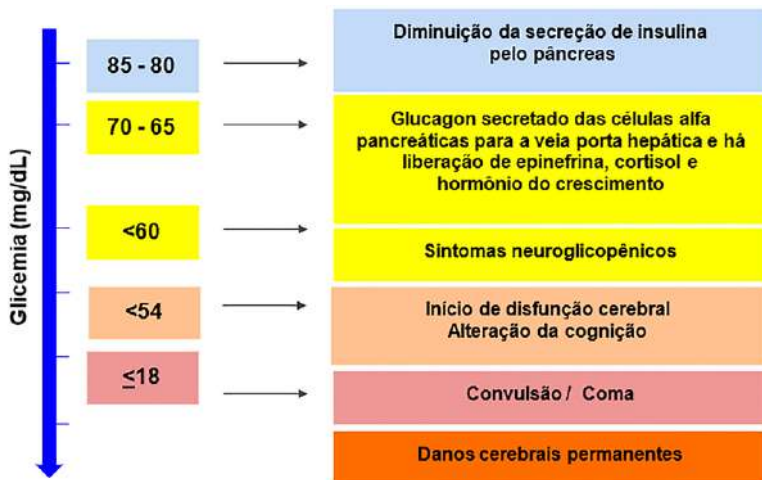 Glicemia (mg/dL)
85 - 80
Diminuição da secreção de insulina
pelo pâncreas
70 - 65
Glucagon secretado das células alfa
pancreáticas para a veia porta hepática e há
liberação de epinefrina, cortisol e
hormônio do crescimento
<60
Sintomas neuroglicopênicos
<54
Início de disfunção cerebral
Alteração da cognição
≤18
Convulsão / Coma
Danos cerebrais permanentes